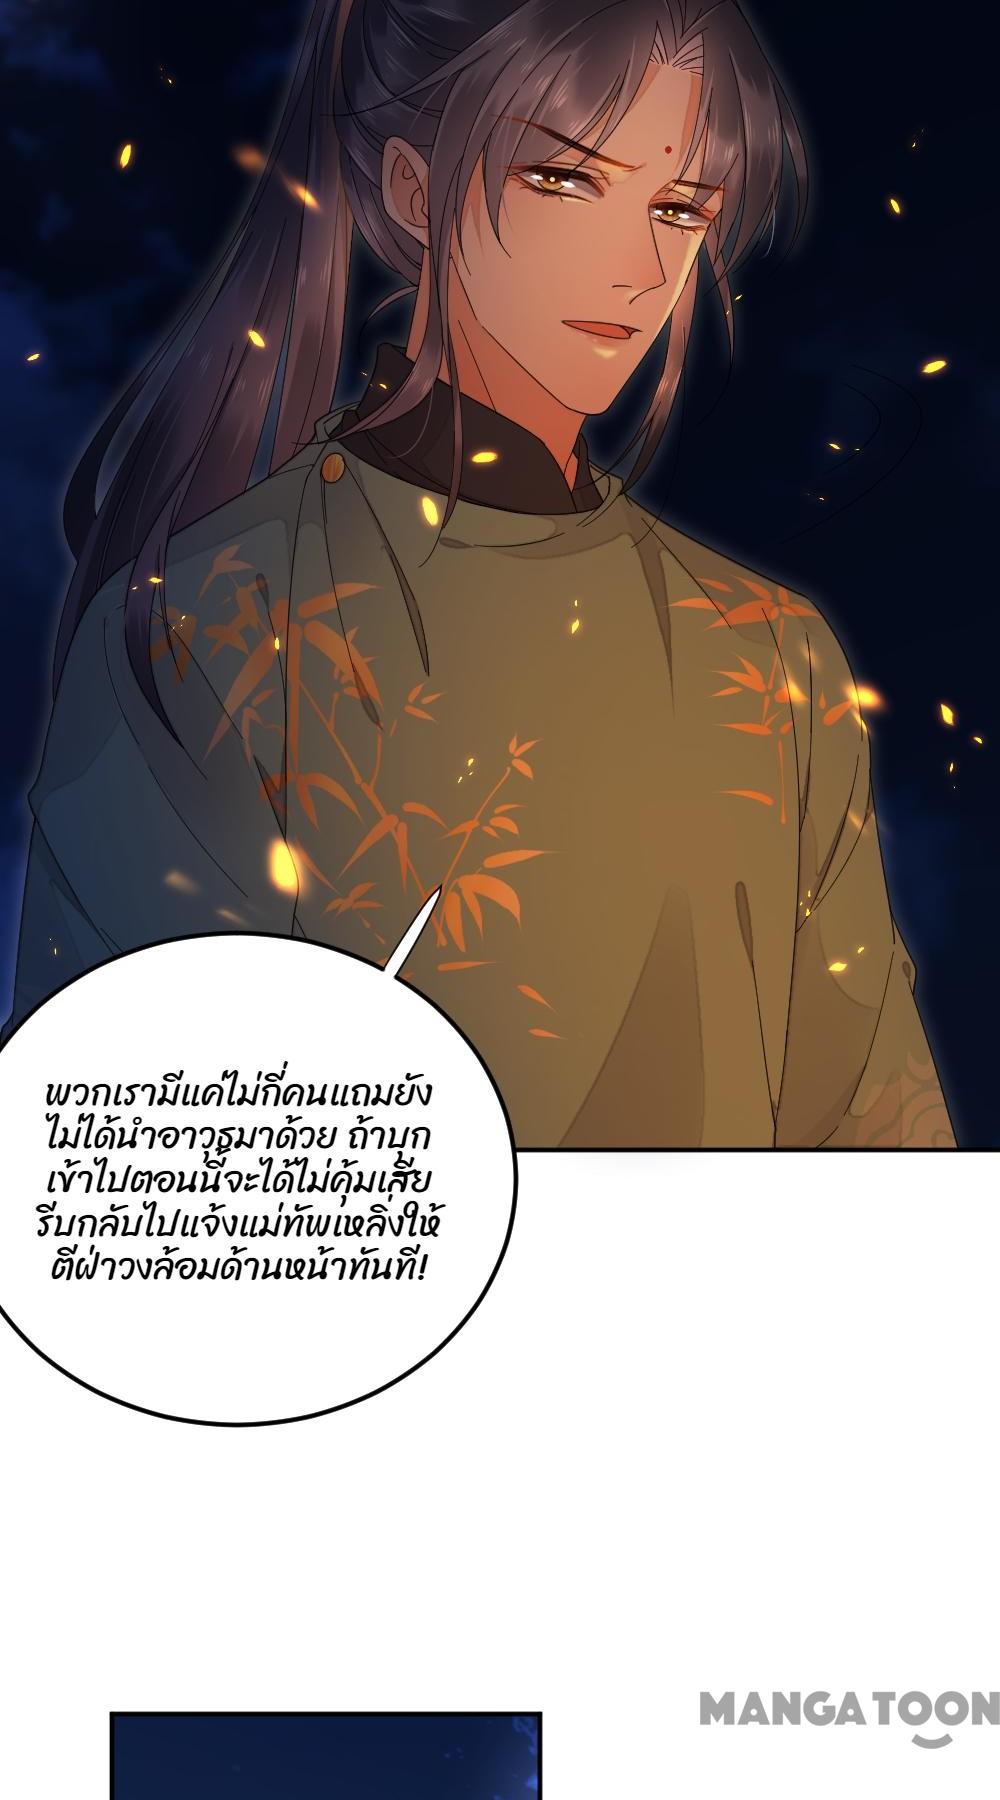 พวกเรามีแค่ไม่กี่คนแถมยัง
ไม่ได้นำอาวุธมาด้วย ถ้าบุก
เข้าไปตอนนี้จะได้ไม่คุ้มเสีย
รีบกลับไปแจ้งแม่ทัพเหลิ่งให้
ตีฝ่าวงล้อมด้านหน้าทันที!
MANGATOON